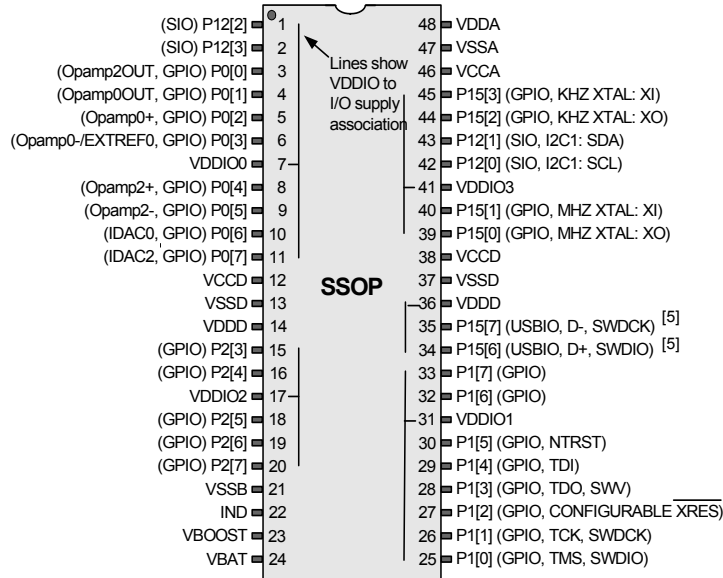 (SIO) P12[2] 1
(SIO) P12[3] 2
(Opamp2OUT, GPIO) P0[0] 3
(Opamp0OUT, GPIO) P0[1] 4
(Opamp0+, GPIO) P0[2] 5
(Opamp0-/EXTREF0, GPIO) P0[3] 6
VDDIO0 7
(Opamp2+, GPIO) P0[4] 8
(Opamp2-, GPIO) P0[5] 9
(IDAC0, GPIO) P0[6] 10
(IDAC2, GPIO) P0[7] 11
VCCD 12
VSSD 13
VDDD 14
(GPIO) P2[3] 15
(GPIO) P2[4] 16
VDDIO2 17
(GPIO) P2[5] 18
(GPIO) P2[6] 19
(GPIO) P2[7] 20
VSSB 21
IND 22
VBOOST 23
VBAT 24
Lines show
VDDIO to
I/O supply
association
SSOP
48 VDDA
47 VSSA
46 VCCA
45 P15[3] (GPIO, KHZ XTAL: XI)
44 P15[2] (GPIO, KHZ XTAL: XO)
43 P12[1] (SIO, I2C1: SDA)
42 P12[0] (SIO, I2C1: SCL)
41 VDDIO3
40 P15[1] (GPIO, MHZ XTAL: XI)
39 P15[0] (GPIO, MHZ XTAL: XO)
38 VCCD
37 VSSD
36 VDDD
35 P15[7] (USBIO, D-, SWDCK) [5]
34 P15[6] (USBIO, D+, SWDIO) [5]
33 P1[7] (GPIO)
32 P1[6] (GPIO)
31 VDDIO1
30 P1[5] (GPIO, NTRST)
29 P1[4] (GPIO, TDI)
28 P1[3] (GPIO, TDO, SWV)
27 P1[2] (GPIO, CONFIGURABLE XRES)
26 P1[1] (GPIO, TCK, SWDCK)
25 P1[0] (GPIO, TMS, SWDIO)